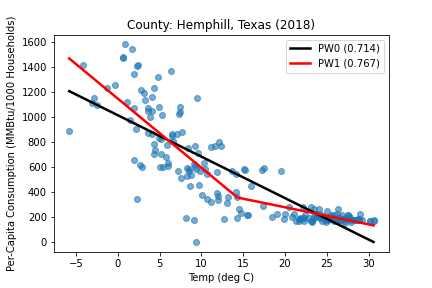 County: Hemphill, Texas (2018)
Per-Capita Consumption (MMBtu/1000 Households)
1600
1400
1200
1000
800
600
400
200
0
PW0 (0.714)
PW1 (0.767)
−5 0 5 10 15 20 25 30
Temp (deg C)